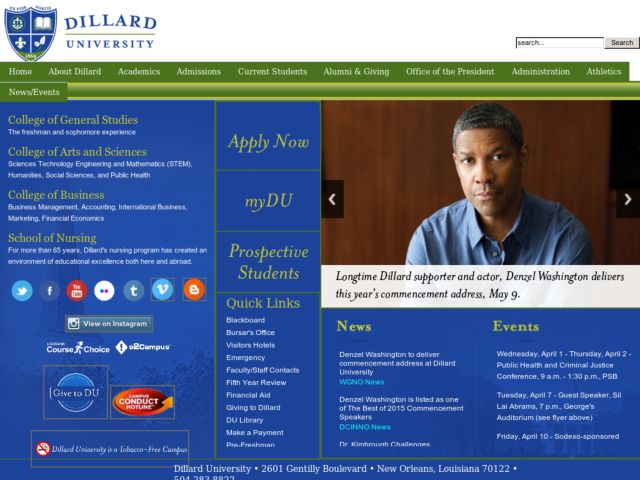 EX FIDE FORTIS
1869
DILLARD
UNIVERSITY
search...
Search
Home About Dillard Academics Admissions Current Students Alumni & Giving Office of the President Administration Athletics
News/Events
College of General Studies
The freshman and sophomore experience
College of Arts and Sciences
Sciences Technology Engineering and Mathematics (STEM),
Humanities, Social Sciences, and Public Health
College of Business
Business Management, Accounting, International Business,
Marketing, Financial Economics
School of Nursing
For more than 65 years, Dillard's nursing program has created an
environment of educational excellence both here and abroad.
You
Tube
View on Instagram
LOUISIANA
Course Choice
e2Campus
Give to DU
CAMPUS
CONDUCT
HOTLINE
Dillard University is a Tobacco-Free Campus
Apply Now
myDU
Prospective
Students
Quick Links
Blackboard
Bursar's Office
Visitors Hotels
Emergency
Faculty/Staff Contacts
Fifth Year Review
Financial Aid
Giving to Dillard
DU Library
Make a Payment
Pre-Freshman
Longtime Dillard supporter and actor, Denzel Washington delivers
this year's commencement address, May 9.
News
Denzel Washington to deliver
commencement address at Dillard
University
WGNO News
Denzel Washington is listed as one
of The Best of 2015 Commencement
Speakers
DCINNO News
Dr. Kimbrough Challenges
Events
Wednesday, April 1 - Thursday, April 2 -
Public Health and Criminal Justice
Conference, 9 a.m. - 1:30 p.m., PSB
Tuesday, April 7 - Guest Speaker, Sil
Lai Abrams, 7 p.m., George's
Auditorium (see flyer above)
Friday, April 10 - Sodexo-sponsored
Dillard University • 2601 Gentilly Boulevard • New Orleans, Louisiana 70122 •
504.283.8822